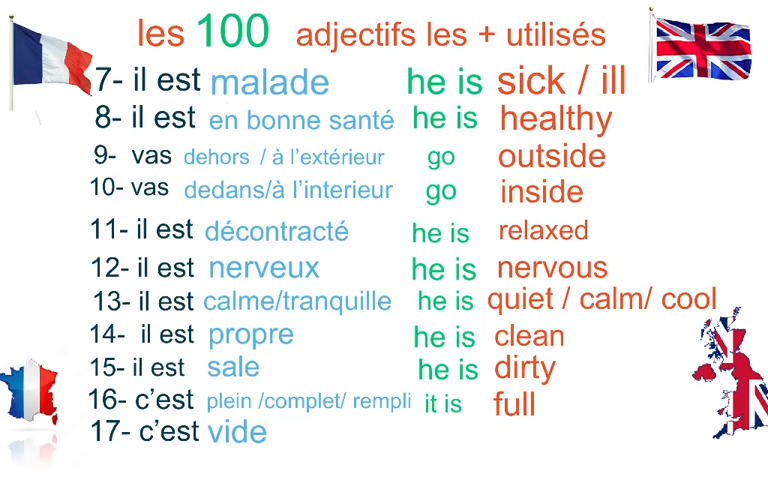 les 100 adjectifs les + utilisés
7- il est malade he is sick / ill
8- il est en bonne santé he is healthy
9- vas dehors / à l'extérieur go outside
10- vas dedans/à l'interieur go inside
11- il est décontracté he is relaxed
12- il est nerveux he is nervous
13- il est calme/tranquille he is quiet / calm/ cool
14- il est propre he is clean
15- il est sale he is dirty
16- c'est plein /complet/ rempli it is full
17- c'est vide